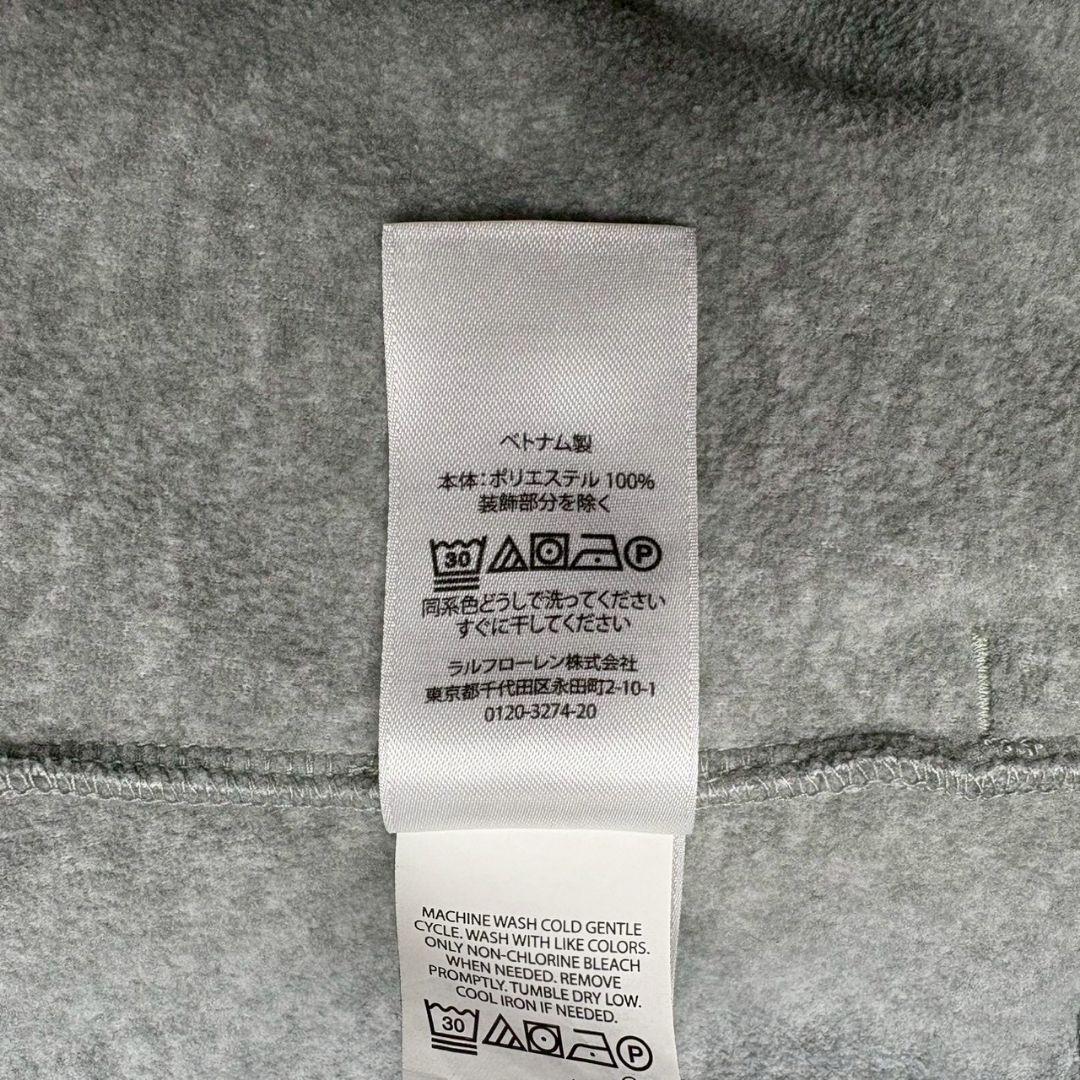 ベトナム製
本体:ポリエステル 100%
装飾部分を除く
30 P
同系色どうしで洗ってください
すぐに干してください
ラルフローレン株式会社
東京都千代田区永田町2-10-1
0120-3274-20
MACHINE WASH COLD GENTLE
CYCLE. WASH WITH LIKE COLORS.
ONLY NON-CHLORINE BLEACH
WHEN NEEDED. REMOVE
PROMPTLY. TUMBLE DRY LOW.
COOL IRON IF NEEDED.
30 P